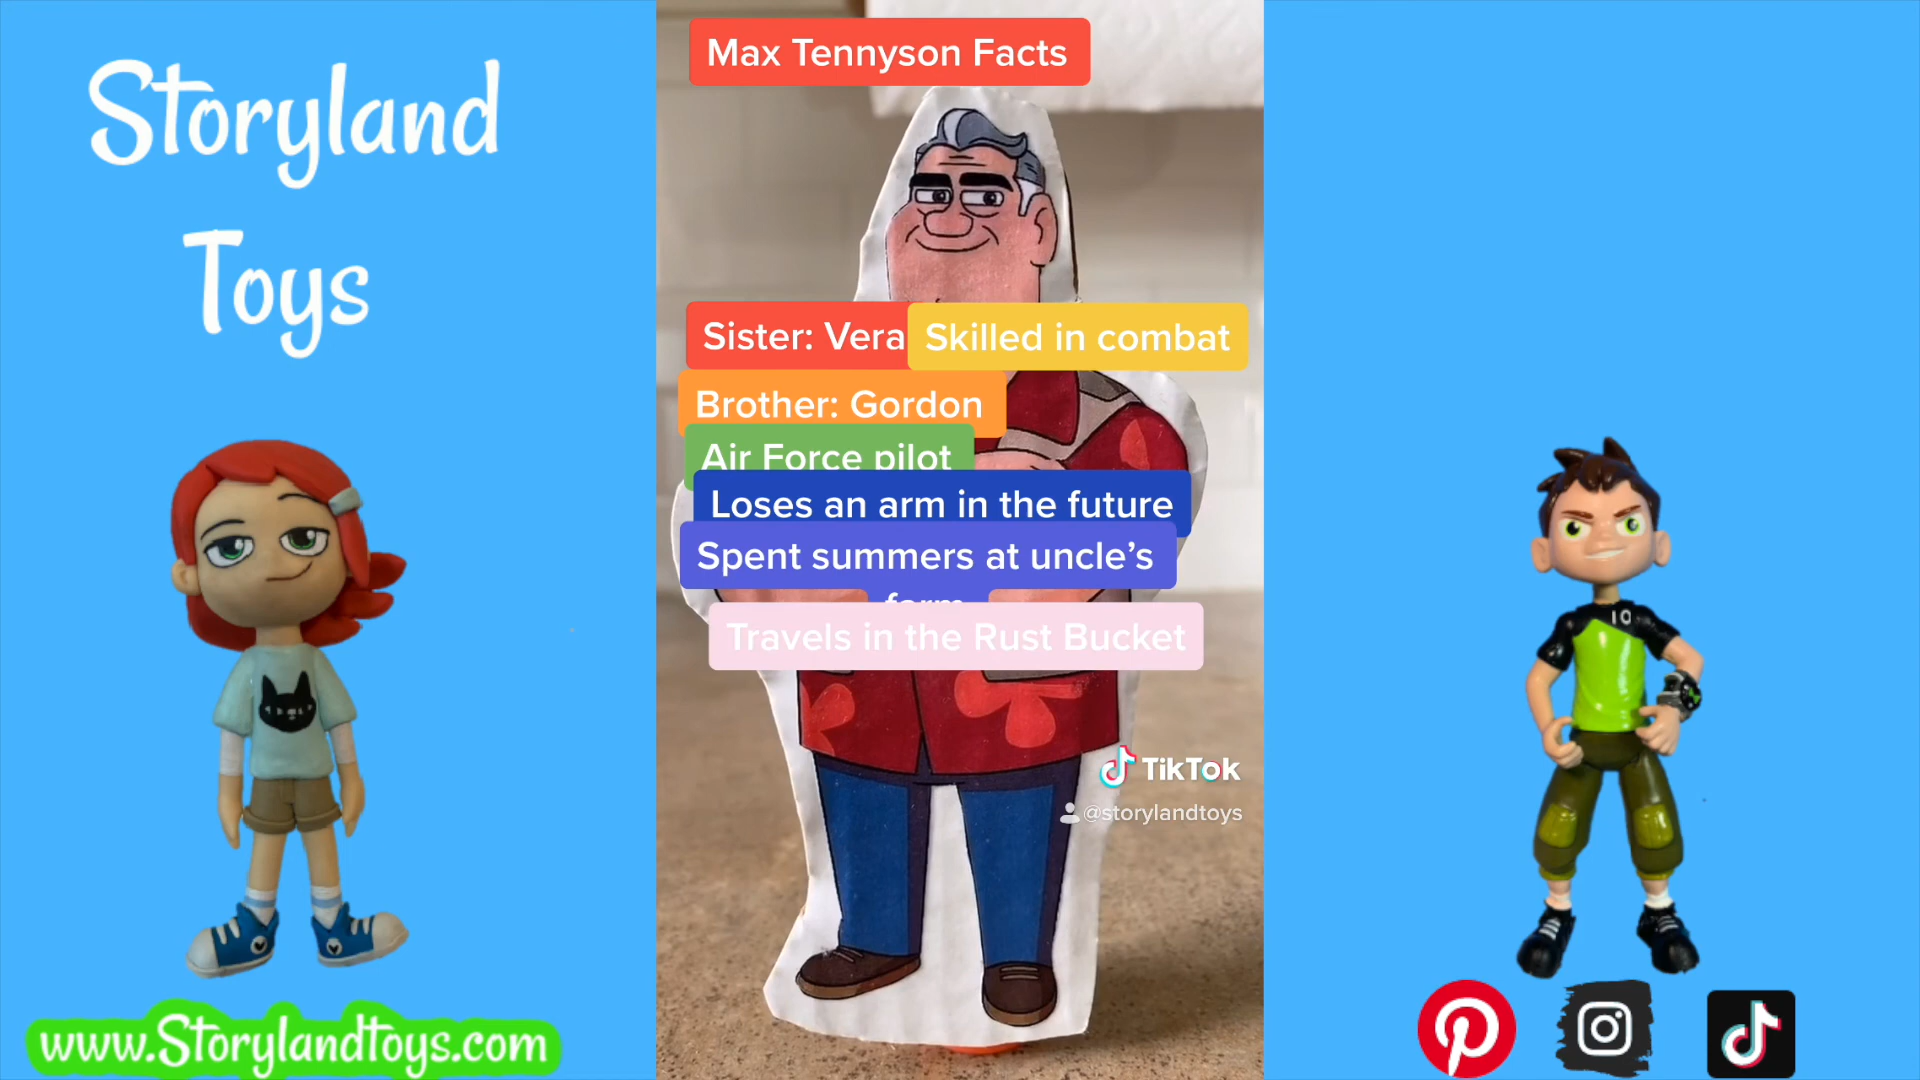 Storyland
Toys
Max Tennyson Facts
Sister: Vera
Skilled in combat
Brother: Gordon
Air Force pilot
Loses an arm in the future
Spent summers at uncle’s
Travels in the Rust Bucket
TikTok
@storylandtoys
10
www.Storylandtoys.com